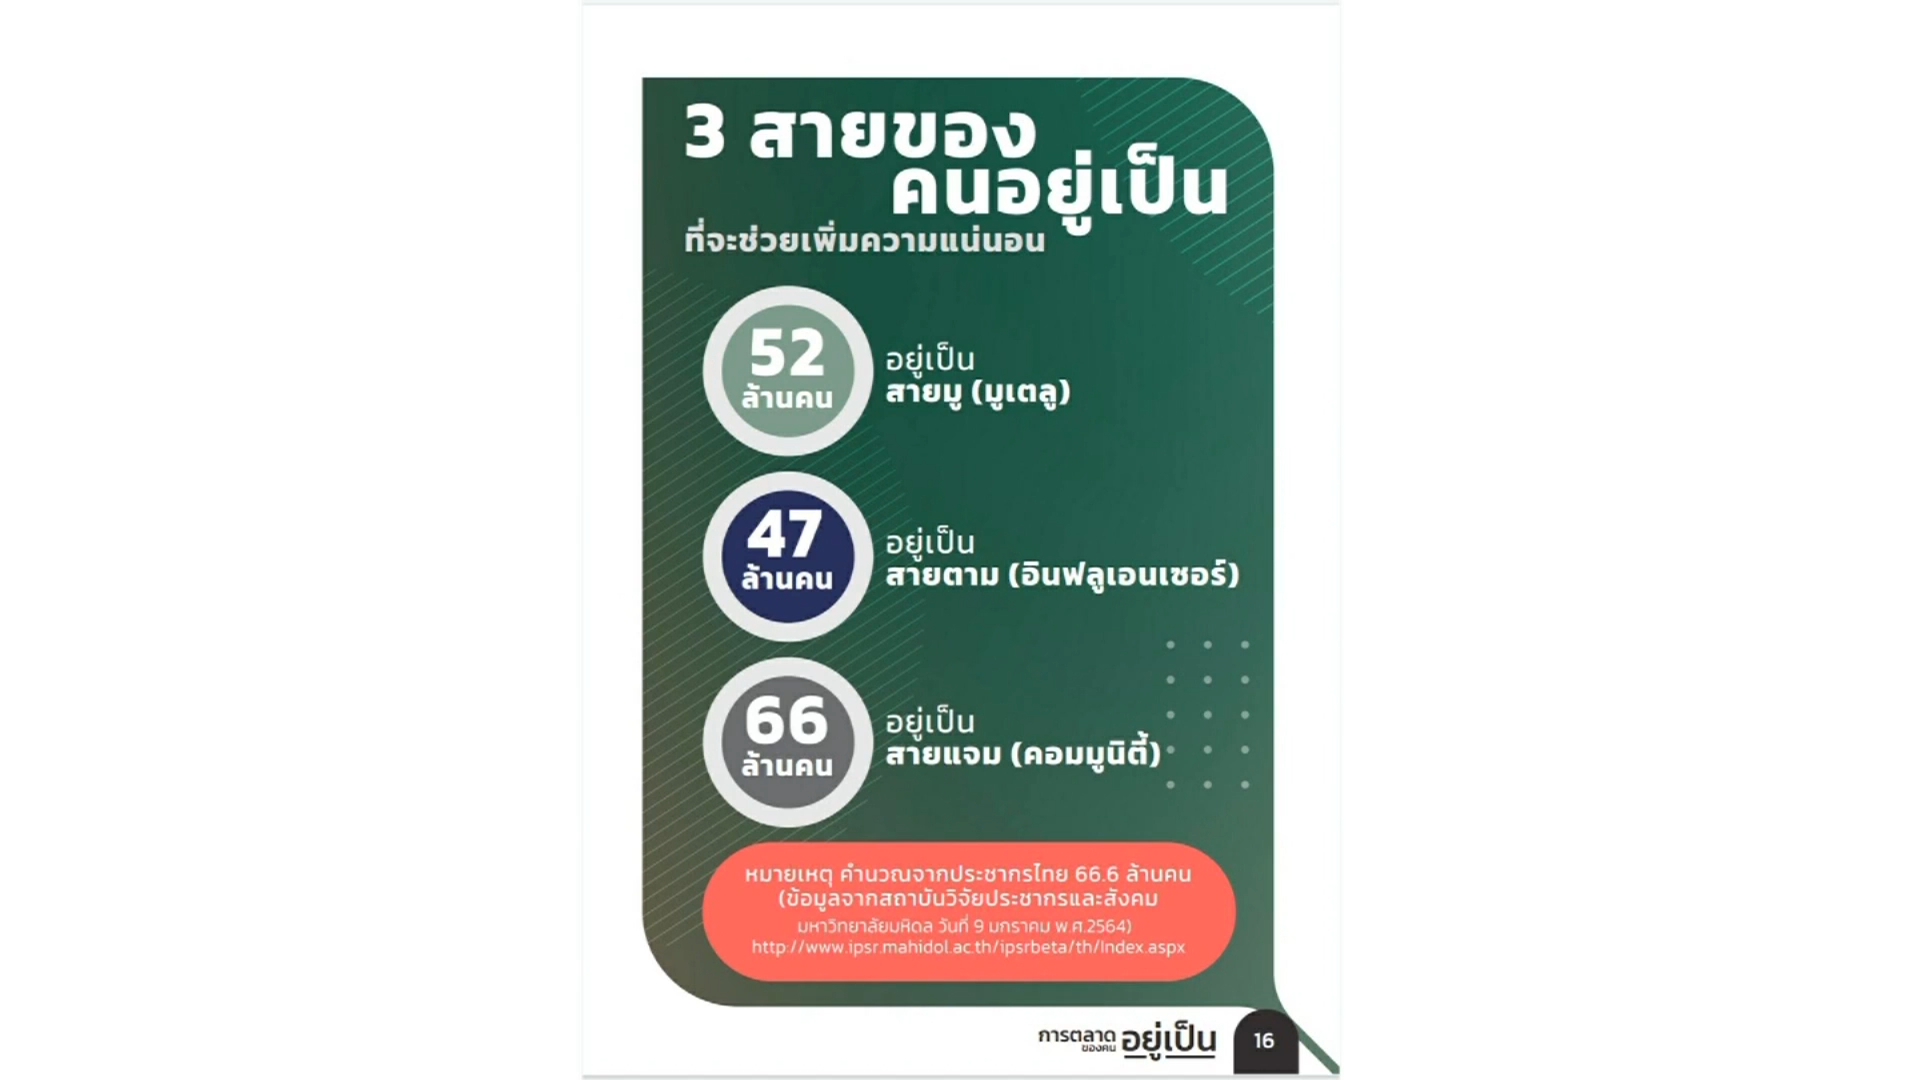 3 สายของ
คนอยู่เป็น
ที่จะช่วยเพิ่มความแน่นอน
52
ล้านคน
อยู่เป็น
สายมู (มูเตลู)
47
ล้านคน
อยู่เป็น
สายตาม (อินฟลูเอนเซอร์)
66
ล้านคน
อยู่เป็น
สายแจม (คอมมูนิตี้)
หมายเหตุ คำนวณจากประชากรไทย 66.6 ล้านคน
(ข้อมูลจากสถาบันวิจัยประชากรและสังคม
มหาวิทยาลัยมหิดล วันที่ 9 มกราคม พ.ศ.2564)
http://www.ipsr.mahidol.ac.th/ipsrbeta/th/Index.aspx
การตลาด
ของคน
อยู่เป็น
16